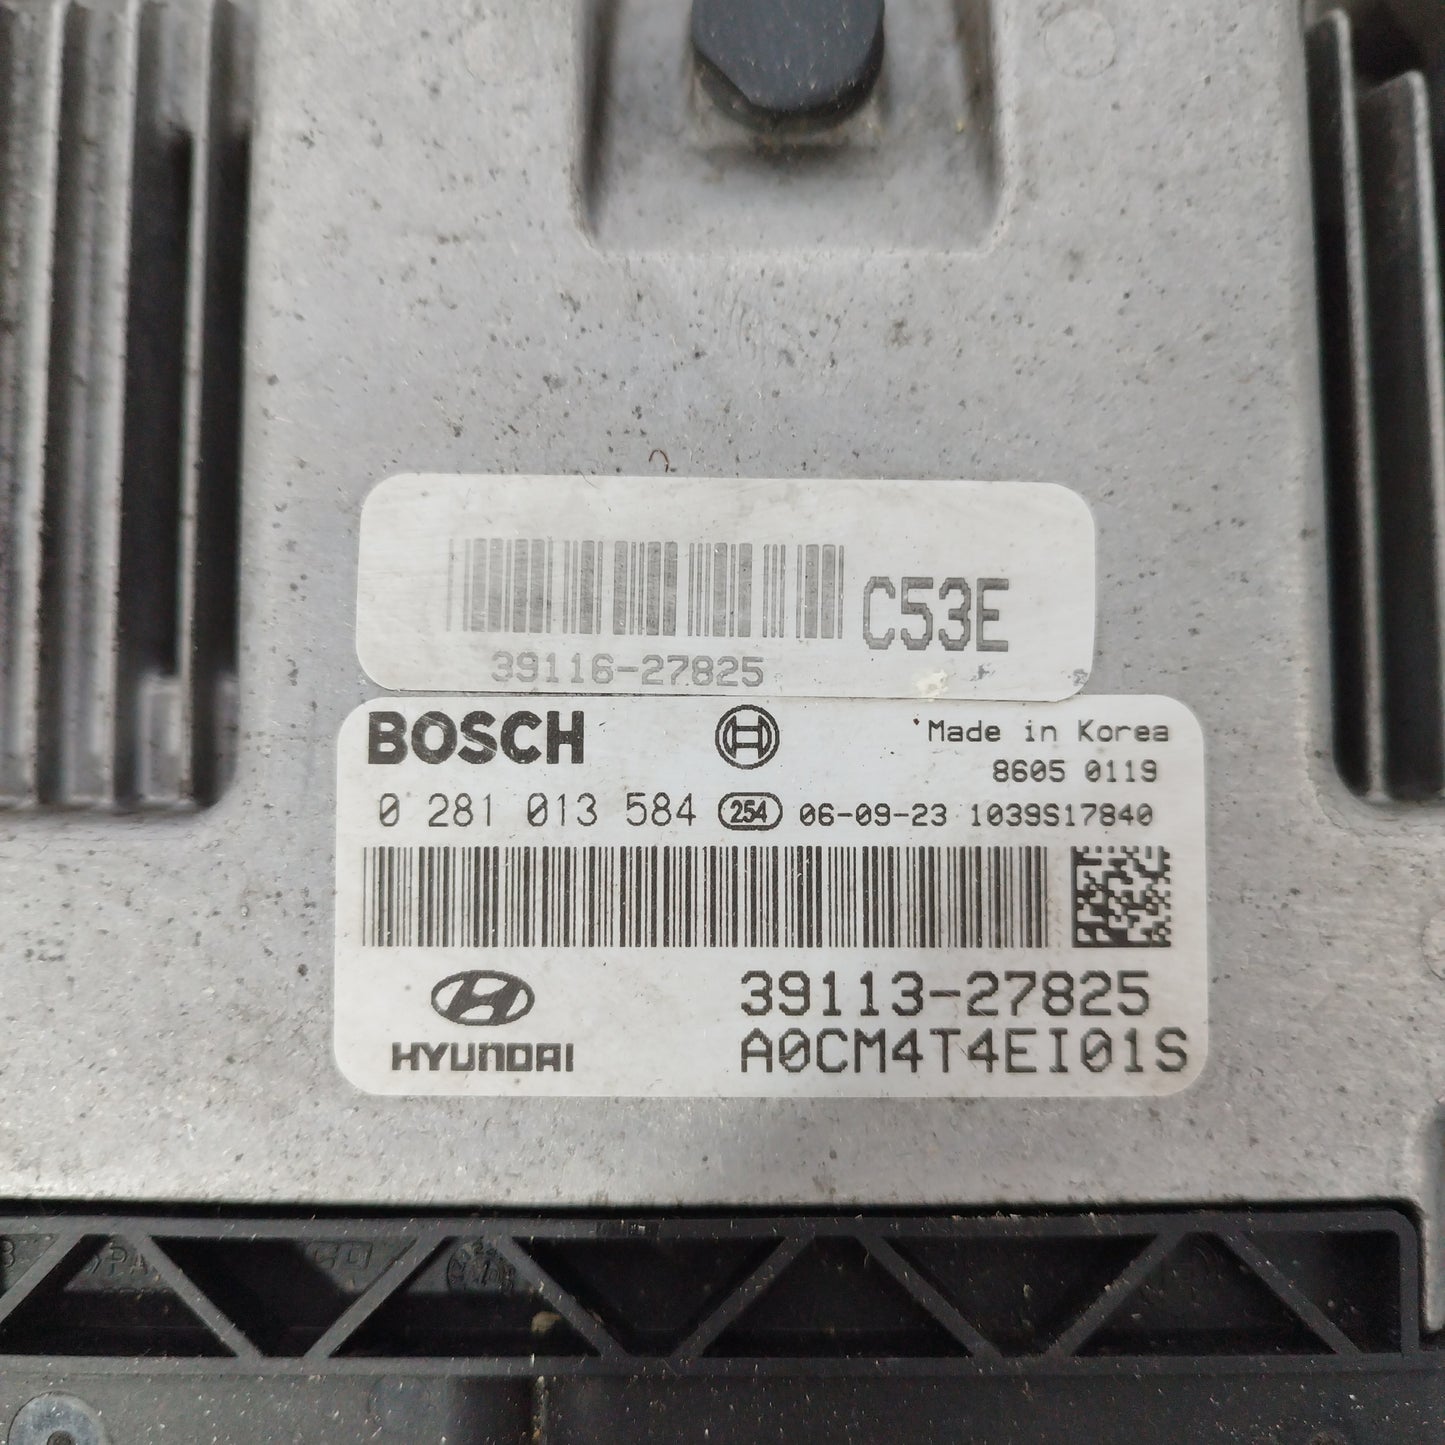 C53E
39116-27825
BOSCH
Made in Korea
8605 0119
0 281 013 584 254 06-09-23 1039S17840
39113-27825
HYUNDAI A0CM4T4EI01S